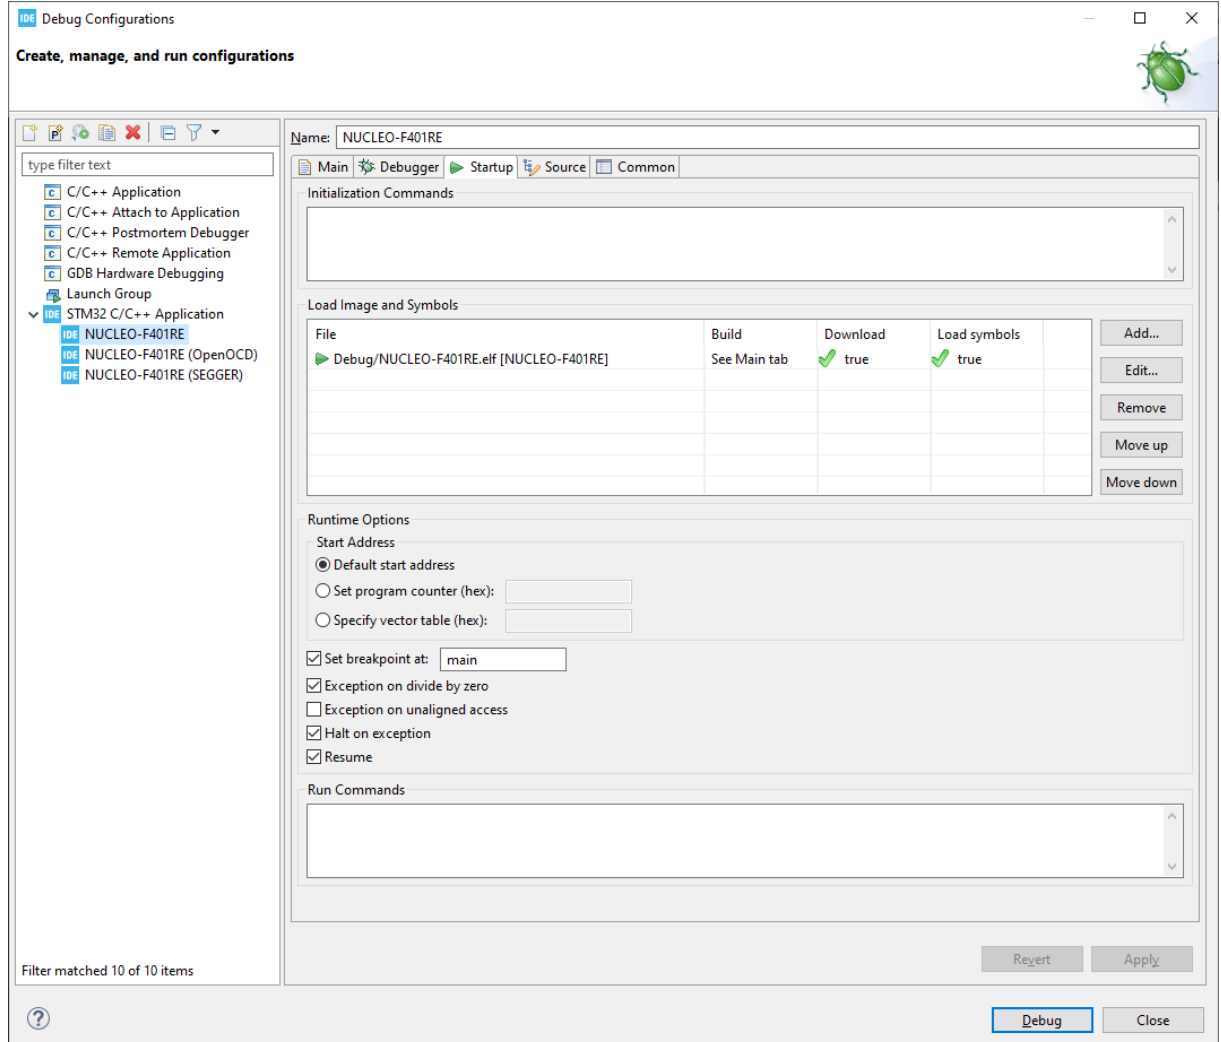 IDE Debug Configurations
Create, manage, and run configurations
type filter text
C/C++ Application
C/C++ Attach to Application
C/C++ Postmortem Debugger
C/C++ Remote Application
GDB Hardware Debugging
Launch Group
IDE STM32 C/C++ Application
IDE NUCLEO-F401RE
IDE NUCLEO-F401RE (OpenOCD)
IDE NUCLEO-F401RE (SEGGER)
Filter matched 10 of 10 items
Name: NUCLEO-F401RE
Main Debugger Startup Source Common
Initialization Commands
Load Image and Symbols
File Build Download Load symbols
Debug/NUCLEO-F401RE.elf [NUCLEO-F401RE] See Main tab true true
Add...
Edit...
Remove
Move up
Move down
Runtime Options
Start Address
Default start address
Set program counter (hex):
Specify vector table (hex):
Set breakpoint at: main
Exception on divide by zero
Exception on unaligned access
Halt on exception
Resume
Run Commands
Revert Apply
Debug Close